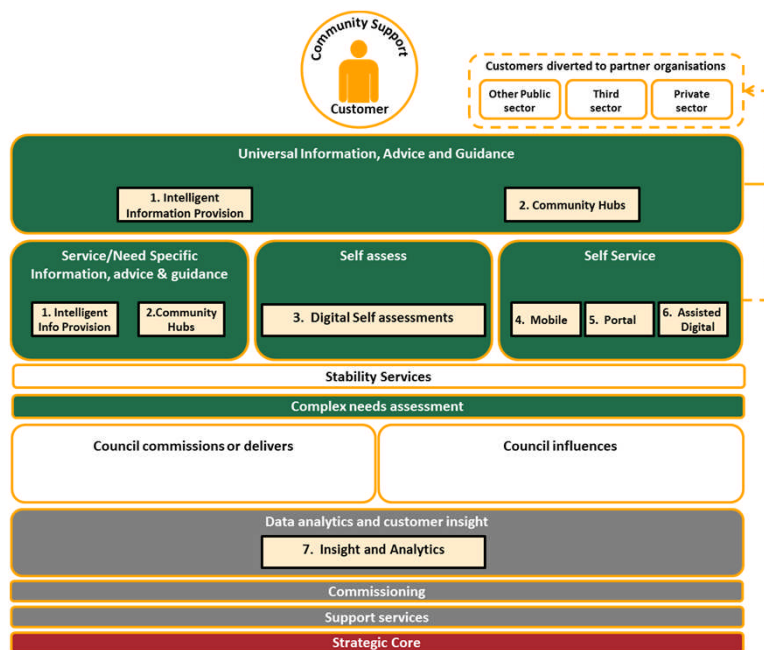 Community Support
Customer
Customers diverted to partner organisations
Other Public
sector
Third
sector
Private
sector
Universal Information, Advice and Guidance
1. Intelligent
Information Provision
2. Community Hubs
Service/Need Specific
Information, advice & guidance
1. Intelligent
Info Provision
2.Community
Hubs
Self assess
3. Digital Self assessments
Self Service
4. Mobile
5. Portal
6. Assisted
Digital
Stability Services
Complex needs assessment
Council commissions or delivers
Council influences
Data analytics and customer insight
7. Insight and Analytics
Commissioning
Support services
Strategic Core